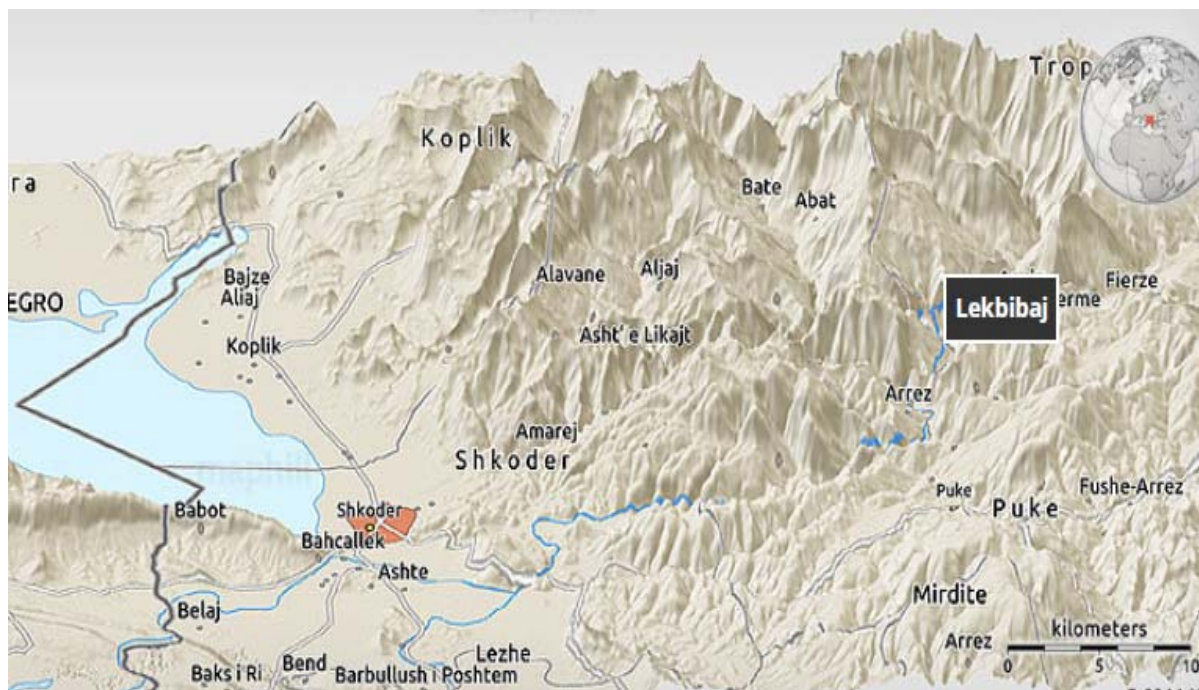 Trop
Koplik
ra
Bate
Abat
Bajze
Aliaj
Alavane
Aljaj
Fierze
EGRO
Lekbibaj
erme
Koplik
Asht' e Likajt
Arrez
Amarej
Shkoder
maphill
Babot
Shkoder
Puke
Fushe-Arrez
Puke
Bahcallek
Ashte
Belaj
Mirdite
kilometers
Arrez
Lezhe
Bend
Baks i Ri
Barbullush i Poshtem
0 5 10